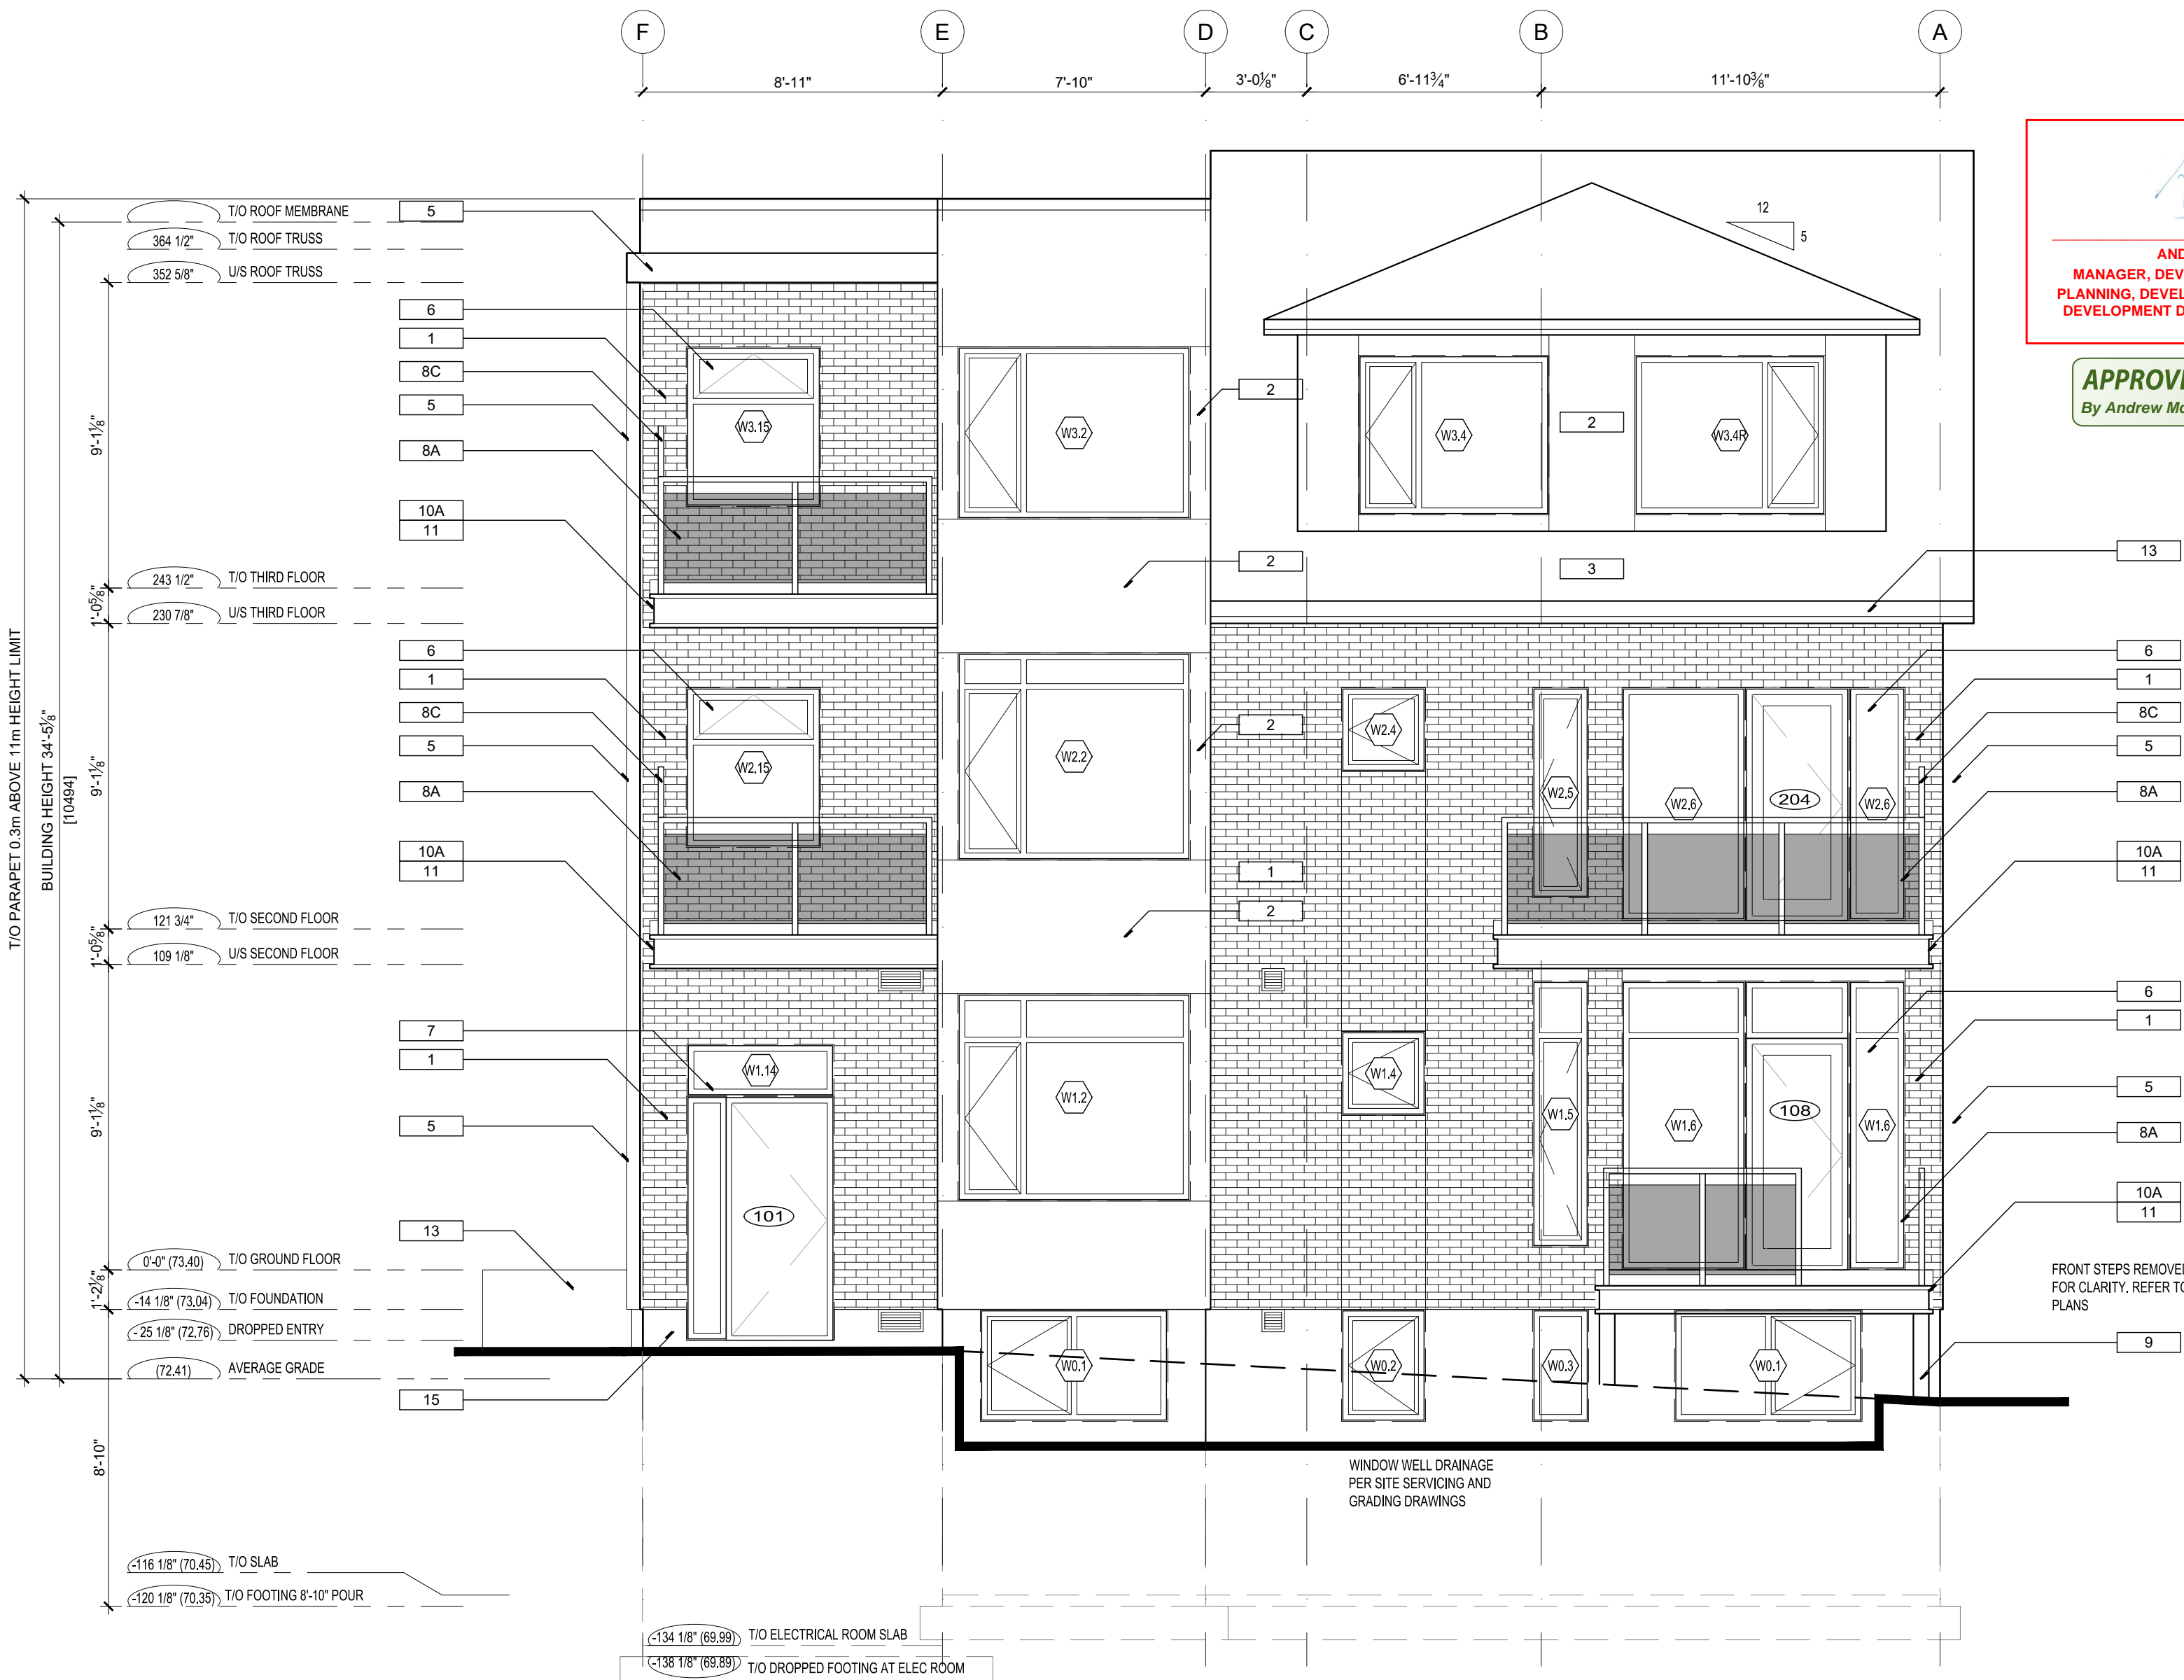 F
E
D
C
B
A
8'-11"
7'-10"
3'-0⅛"
6'-11¾"
11'-10⅜"
T/O PARAPET 0.3m ABOVE 11m HEIGHT LIMIT
BUILDING HEIGHT 34'-5⅛"
[10494]
9'-1⅛"
1'-0⅝"
9'-1⅛"
1'-0⅝"
9'-1⅛"
1'-2⅛"
8'-10"
T/O ROOF MEMBRANE
364 1/2" T/O ROOF TRUSS
352 5/8" U/S ROOF TRUSS
243 1/2" T/O THIRD FLOOR
230 7/8" U/S THIRD FLOOR
121 3/4" T/O SECOND FLOOR
109 1/8" U/S SECOND FLOOR
0'-0" (73.40) T/O GROUND FLOOR
-14 1/8" (73.04) T/O FOUNDATION
- 25 1/8" (72.76) DROPPED ENTRY
(72.41) AVERAGE GRADE
-116 1/8" (70.45) T/O SLAB
-120 1/8" (70.35) T/O FOOTING 8'-10" POUR
-134 1/8" (69.99) T/O ELECTRICAL ROOM SLAB
-138 1/8" (69.89) T/O DROPPED FOOTING AT ELEC ROOM
5
6
1
8C
5
8A
10A
11
6
1
8C
5
8A
10A
11
7
1
5
13
15
W3.15
W3.2
W3.4
W3.4R
12
5
2
2
2
3
W2.15
W2.2
W2.4
W2.5
W2.6
204
W2.6
2
1
2
W1.14
101
W1.2
W1.4
W1.5
W1.6
108
W1.6
W0.1
W0.2
W0.3
W0.1
13
6
1
8C
5
8A
10A
11
6
1
5
8A
10A
11
9
FRONT STEPS REMOVE
FOR CLARITY. REFER TO
PLANS
WINDOW WELL DRAINAGE
PER SITE SERVICING AND
GRADING DRAWINGS
AND
MANAGER, DEV
PLANNING, DEVEL
DEVELOPMENT D
APPROV
By Andrew Mc